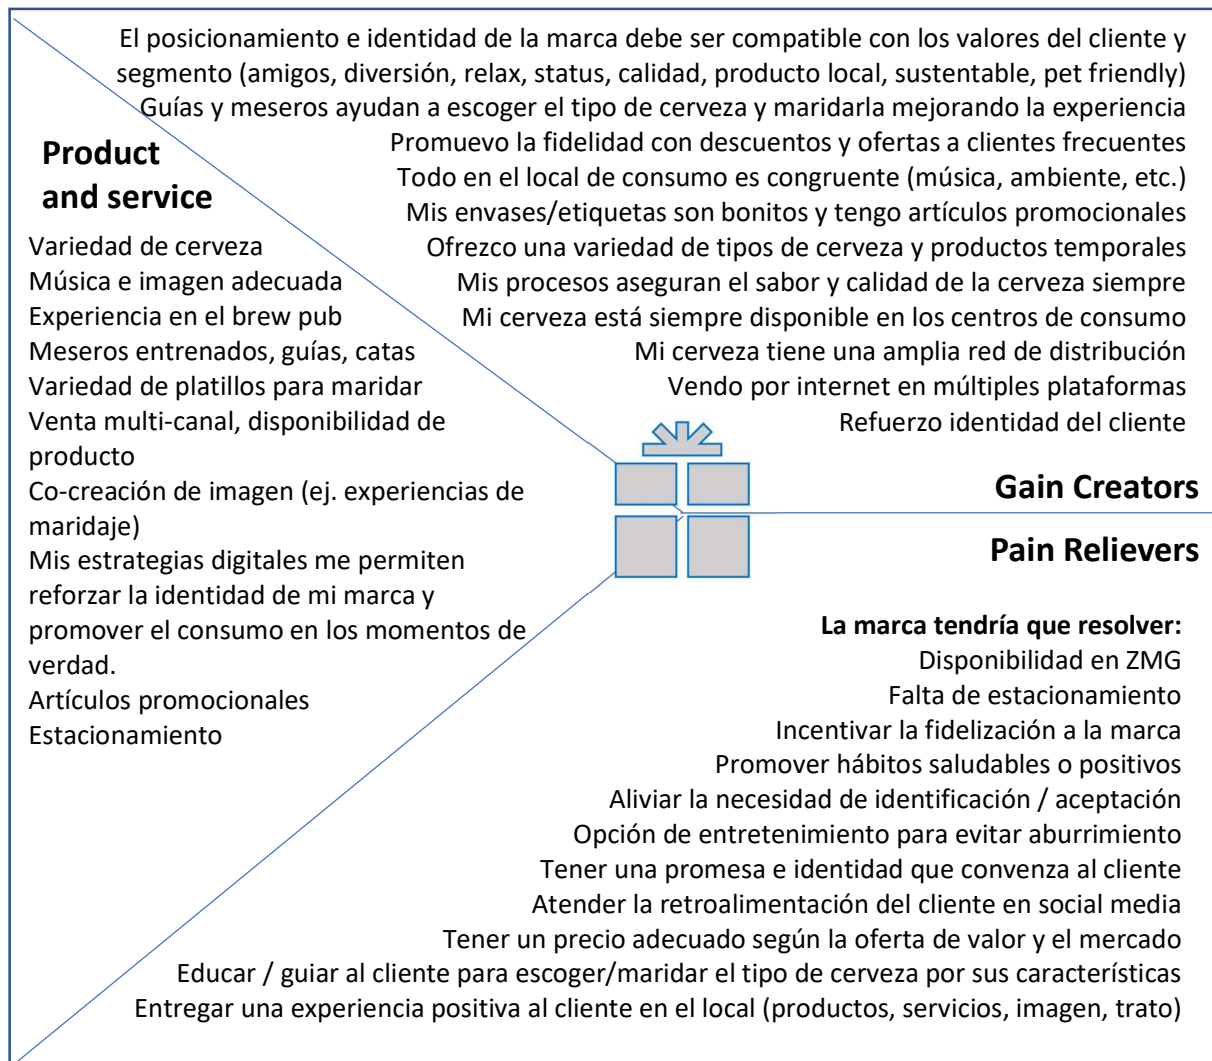 El posicionamiento e identidad de la marca debe ser compatible con los valores del cliente y
segmento (amigos, diversión, relax, status, calidad, producto local, sustentable, pet friendly)
Guías y meseros ayudan a escoger el tipo de cerveza y maridarla mejorando la experiencia
Promuevo la fidelidad con descuentos y ofertas a clientes frecuentes
Todo en el local de consumo es congruente (música, ambiente, etc.)
Mis envases/etiquetas son bonitos y tengo artículos promocionales
Ofrezco una variedad de tipos de cerveza y productos temporales
Mis procesos aseguran el sabor y calidad de la cerveza siempre
Mi cerveza está siempre disponible en los centros de consumo
Mi cerveza tiene una amplia red de distribución
Vendo por internet en múltiples plataformas
Refuerzo identidad del cliente
Gain Creators
Product
and service
Variedad de cerveza
Música e imagen adecuada
Experiencia en el brew pub
Meseros entrenados, guías, catas
Variedad de platillos para maridar
Venta multi-canal, disponibilidad de
producto
Co-creación de imagen (ej. experiencias de
maridaje)
Mis estrategias digitales me permiten
reforzar la identidad de mi marca y
promover el consumo en los momentos de
verdad.
Artículos promocionales
Estacionamiento
Pain Relievers
La marca tendría que resolver:
Disponibilidad en ZMG
Falta de estacionamiento
Incentivar la fidelización a la marca
Promover hábitos saludables o positivos
Aliviar la necesidad de identificación / aceptación
Opción de entretenimiento para evitar aburrimiento
Tener una promesa e identidad que convenza al cliente
Atender la retroalimentación del cliente en social media
Tener un precio adecuado según la oferta de valor y el mercado
Educar / guiar al cliente para escoger/maridar el tipo de cerveza por sus características
Entregar una experiencia positiva al cliente en el local (productos, servicios, imagen, trato)